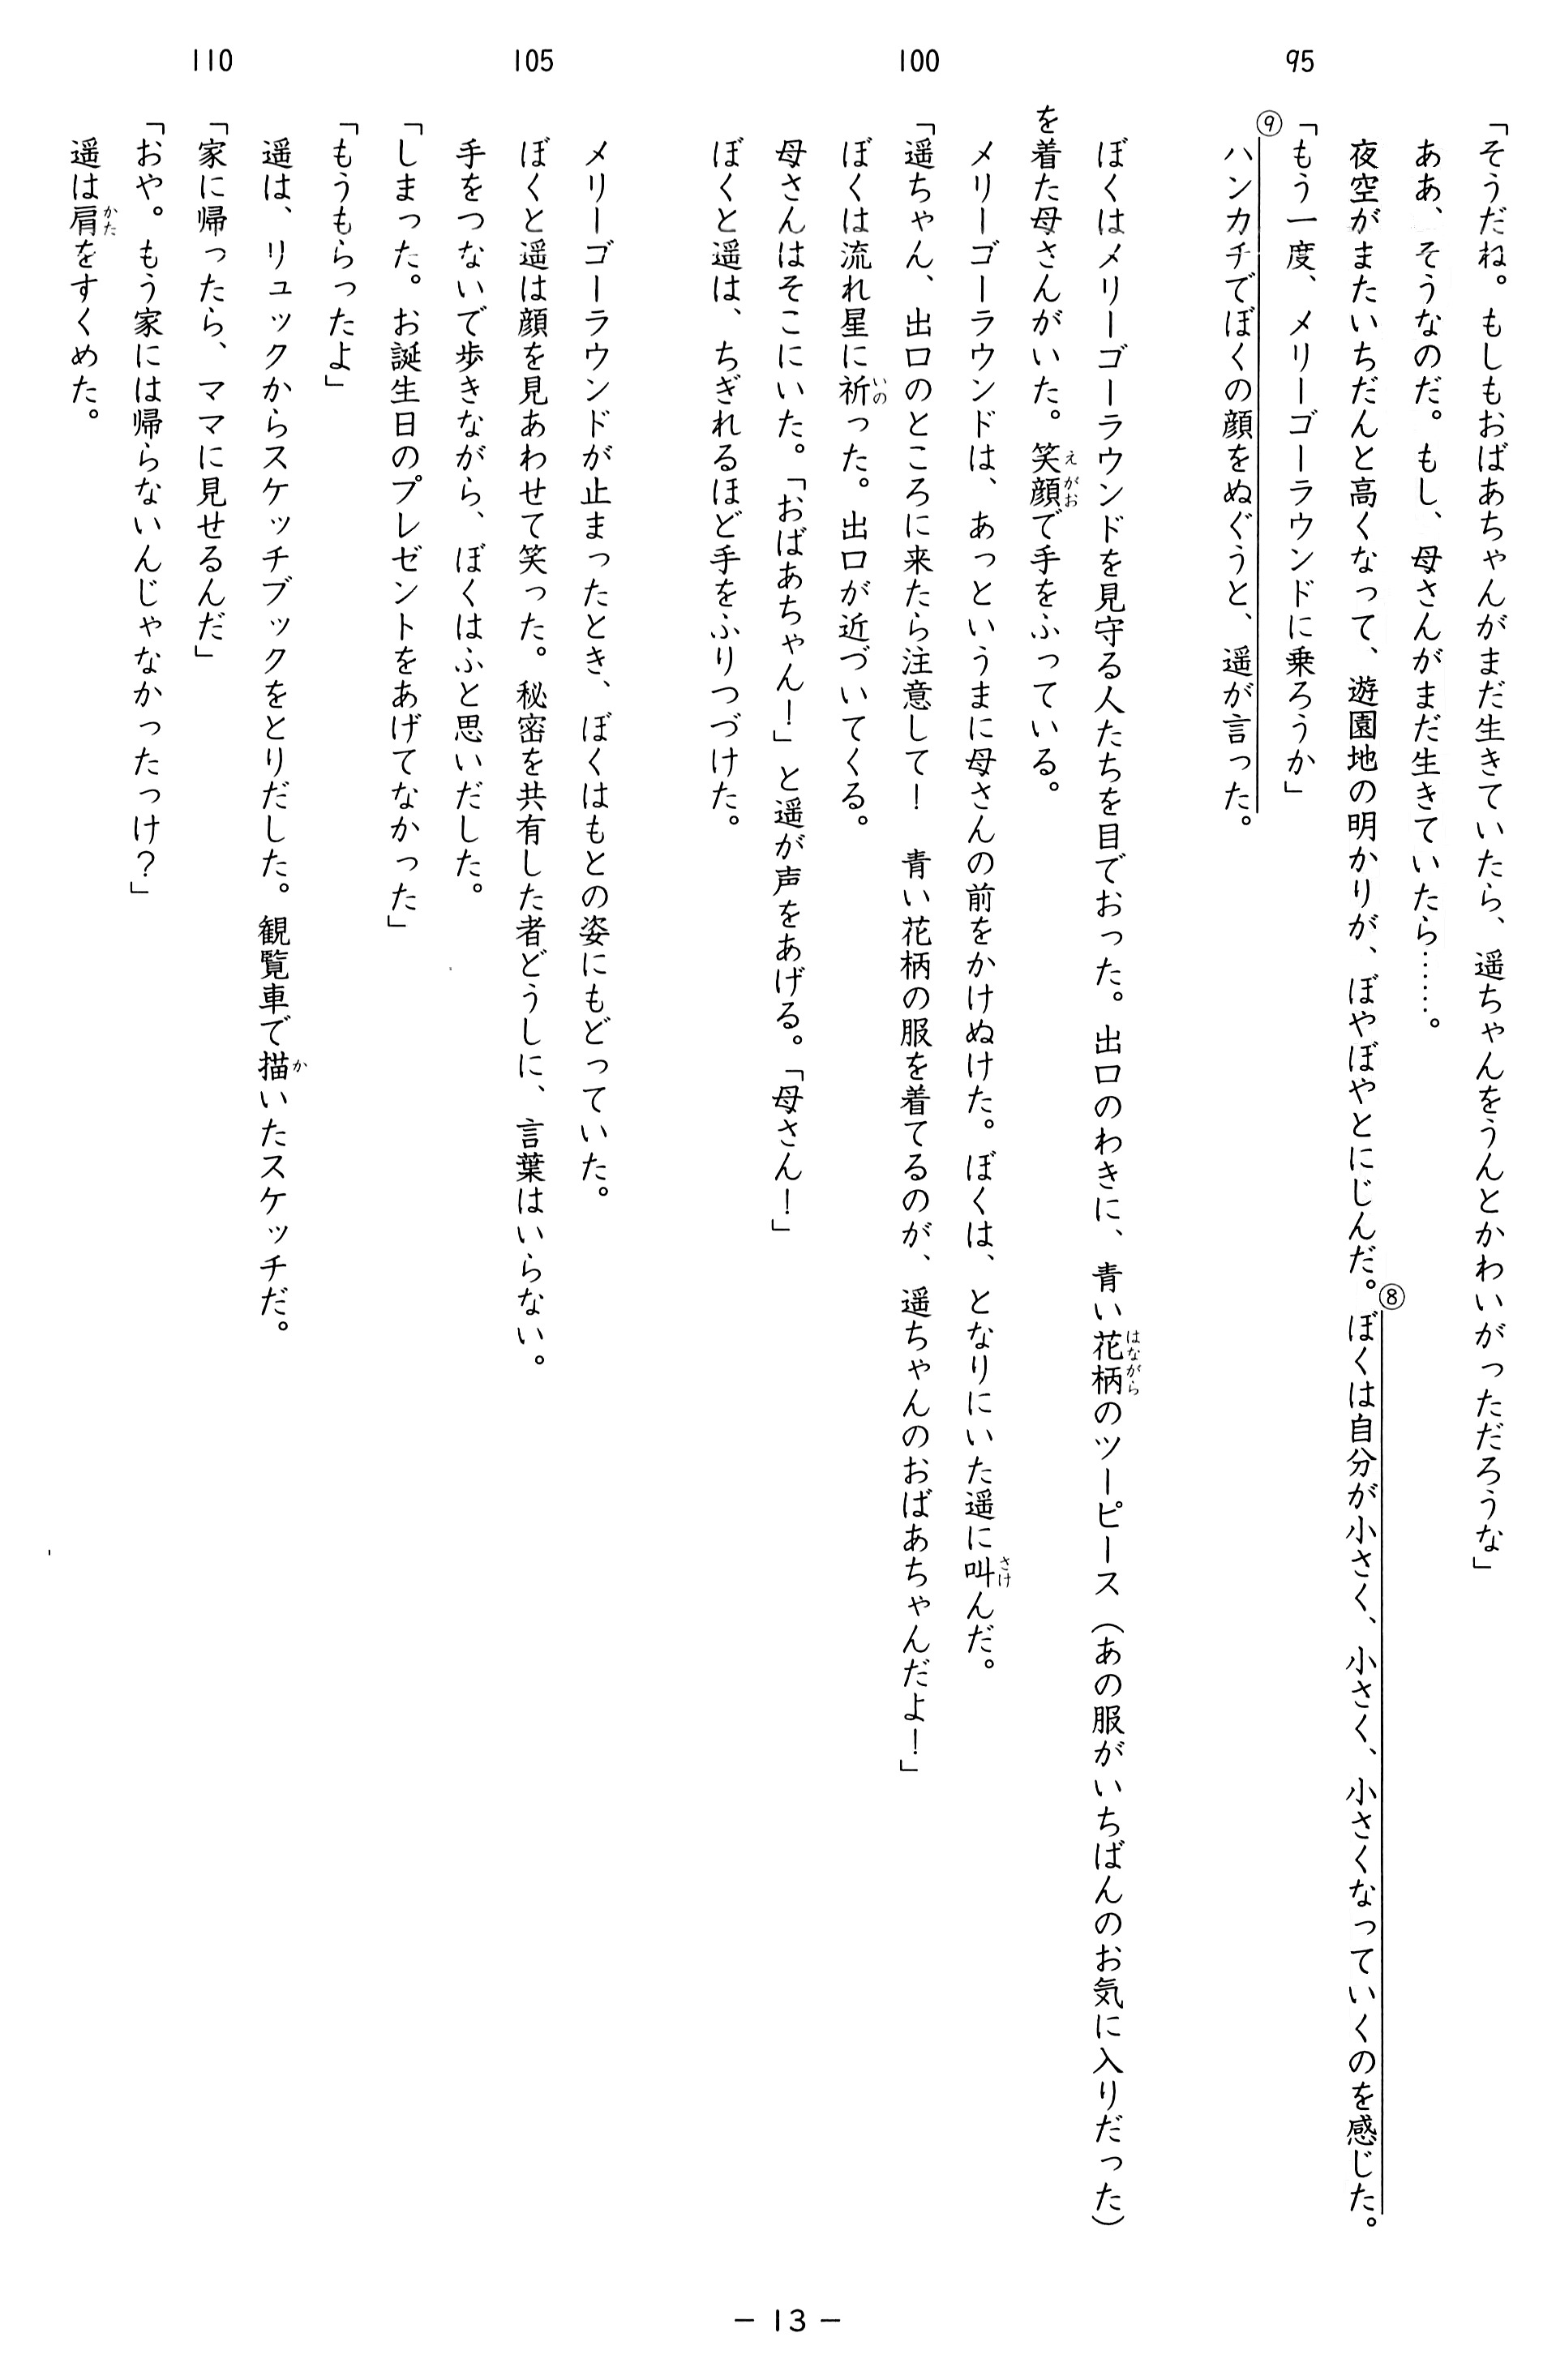 「そうだね。もしもおばあちゃんがまだ生きていたら、遥ちゃんをうんとかわいがっただろうな」
ああ、そうなのだ。もし、母さんがまだ生きていたら……。
夜空がまたいちだんと高くなって、遊園地の明かりが、ぼやぼやとにじんだ。⑧ぼくは自分が小さく、小さく、小さくなっていくのを感じた。
95
「もう一度、メリーゴーラウンドに乗ろうか」
⑨ハンカチでぼくの顔をぬぐうと、遥が言った。
ぼくはメリーゴーラウンドを見守る人たちを目でおった。出口のわきに、青い花柄のツーピース（あの服がいちばんのお気に入りだった）
はながら
を着た母さんがいた。笑顔で手をふっている。
えがお
メリーゴーラウンドは、あっというまに母さんの前をかけぬけた。ぼくは、となりにいた遥に叫んだ。
さけ
100
「遥ちゃん、出口のところに来たら注意して！　青い花柄の服を着てるのが、遥ちゃんのおばあちゃんだよ！」
ぼくは流れ星に祈った。出口が近づいてくる。
いの
母さんはそこにいた。「おばあちゃん！」と遥が声をあげる。「母さん！」
ぼくと遥は、ちぎれるほど手をふりつづけた。
メリーゴーラウンドが止まったとき、ぼくはもとの姿にもどっていた。
105
ぼくと遥は顔を見あわせて笑った。秘密を共有した者どうしに、言葉はいらない。
手をつないで歩きながら、ぼくはふと思いだした。
「しまった。お誕生日のプレゼントをあげてなかった」
「もうもらったよ」
遥は、リュックからスケッチブックをとりだした。観覧車で描いたスケッチだ。
か
110
「家に帰ったら、ママに見せるんだ」
「おや。もう家には帰らないんじゃなかったっけ？」
遥は肩をすくめた。
かた
－13－